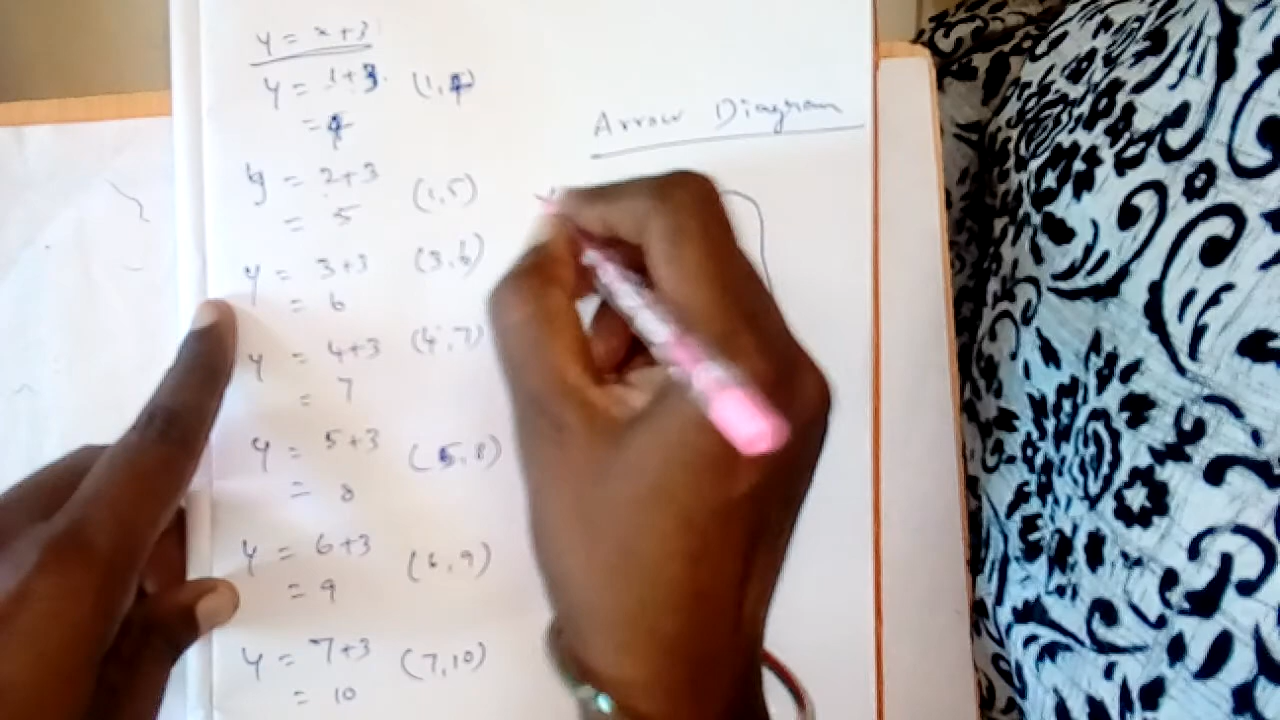 y = x+3
y = 1+3 (1,4)
= 4
Arrow Diagram
y = 2+3 (1,5)
= 5
y = 3+3 (3,6)
= 6
y = 4+3 (4,7)
= 7
y = 5+3 (5,8)
= 8
y = 6+3 (6,9)
= 9
y = 7+3 (7,10)
= 10